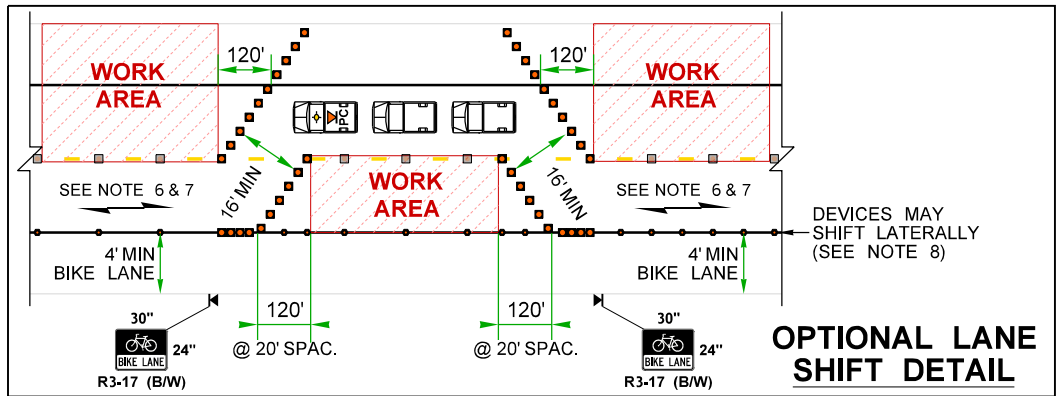 120'
120'
WORK
AREA
WORK
AREA
PC
SEE NOTE 6 & 7
16' MIN
WORK
AREA
16' MIN
SEE NOTE 6 & 7
DEVICES MAY
SHIFT LATERALLY
(SEE NOTE 8)
4' MIN
BIKE LANE
4' MIN
BIKE LANE
120'
@ 20' SPAC.
120'
@ 20' SPAC.
30"
24"
BIKE LANE
R3-17 (B/W)
30"
24"
BIKE LANE
R3-17 (B/W)
OPTIONAL LANE
SHIFT DETAIL